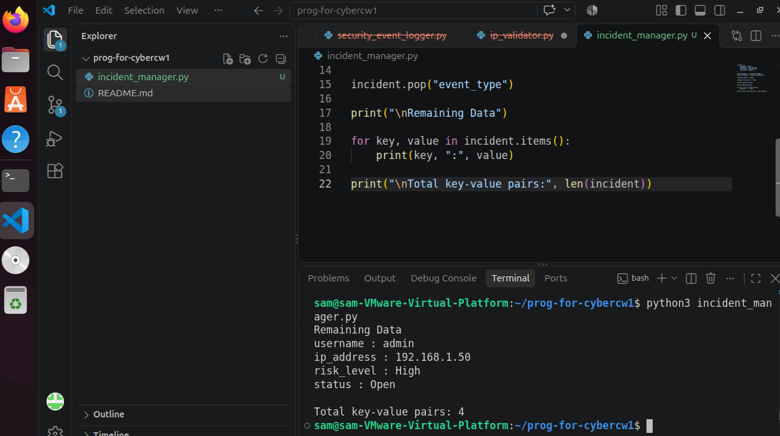 File Edit Selection View ··· prog-for-cybercw1
Explorer
prog-for-cybercw1
incident_manager.py U
README.md
Outline
Timeline
1
1
security_event_logger.py ip_validator.py incident_manager.py U
incident_manager.py
14
15 incident.pop("event_type")
16
17 print("\nRemaining Data")
18
19 for key, value in incident.items():
20 print(key, ":", value)
21
22 print("\nTotal key-value pairs:", len(incident))
Problems Output Debug Console Terminal Ports bash
sam@sam-VMware-Virtual-Platform:~/prog-for-cybercw1$ python3 incident_man
ager.py
Remaining Data
username : admin
ip_address : 192.168.1.50
risk_level : High
status : Open
Total key-value pairs: 4
sam@sam-VMware-Virtual-Platform:~/prog-for-cybercw1$